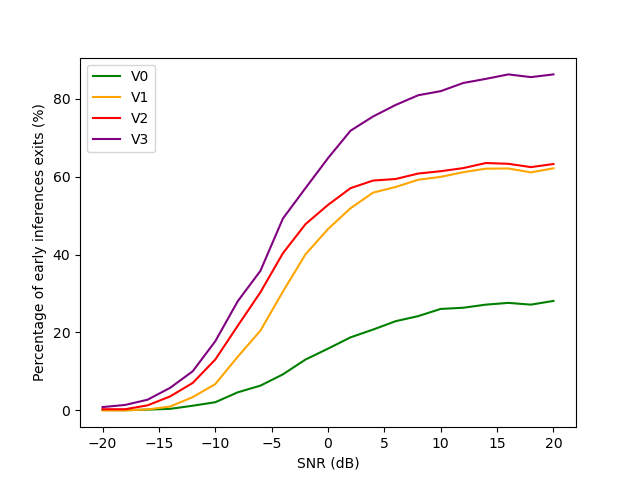 V0
V1
V2
V3
Percentage of early inferences exits (%)
80
60
40
20
0
−20 −15 −10 −5 0 5 10 15 20
SNR (dB)